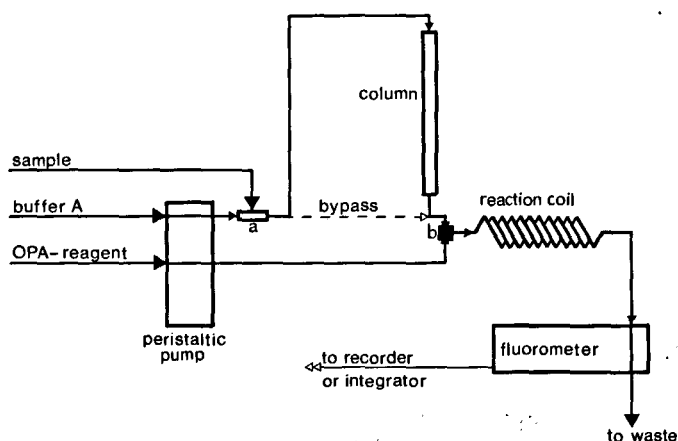 column
sample
buffer A
a
bypass
b
reaction coil
OPA-reagent
peristaltic
pump
fluorometer
to recorder
or integrator
to waste